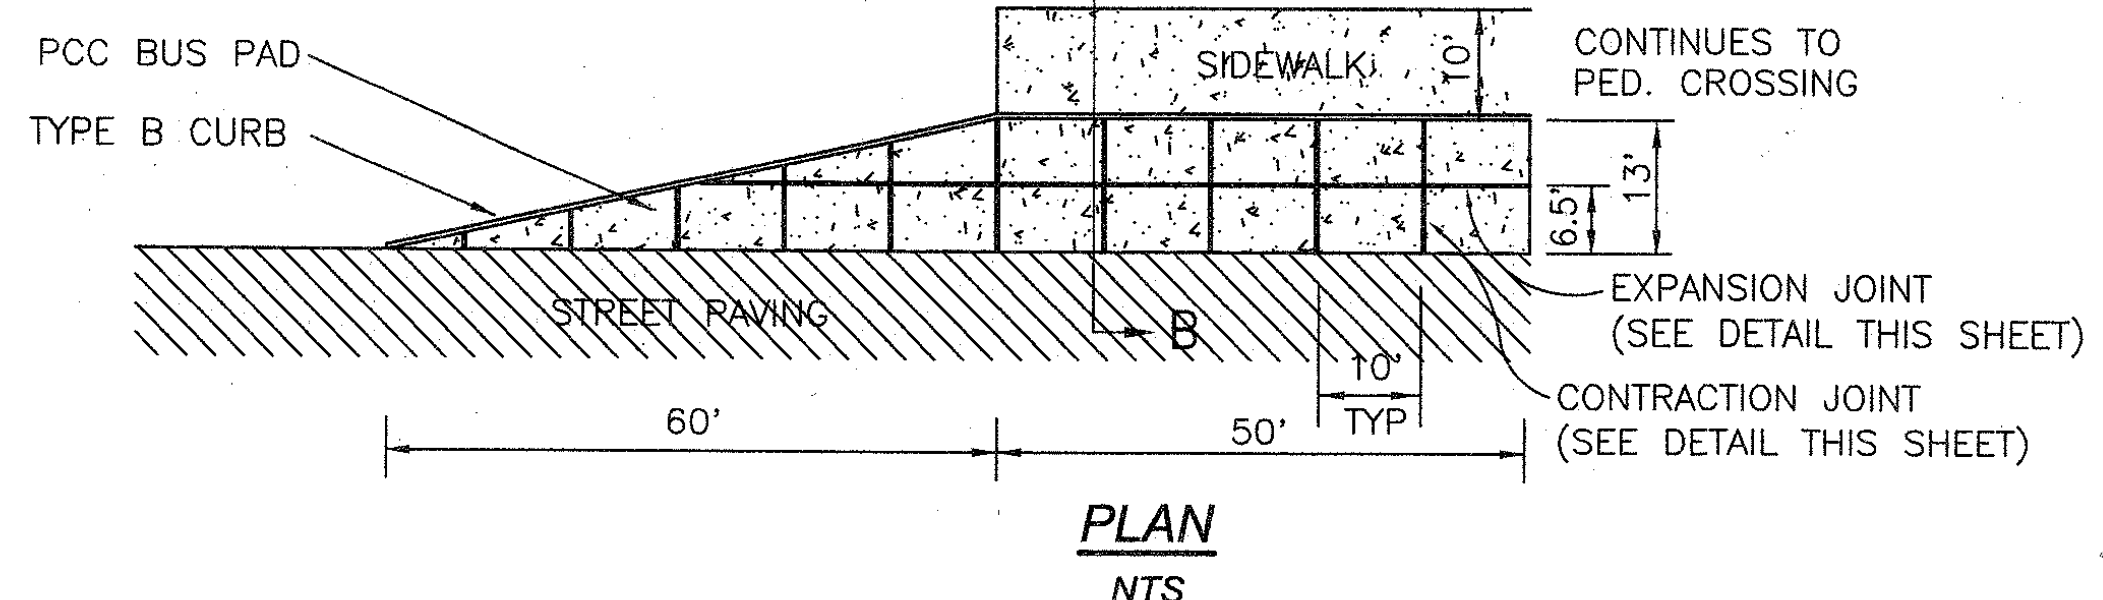 PCC BUS PAD
TYPE B CURB
SIDEWALK
10'
CONTINUES TO
PED. CROSSING
13'
6.5'
EXPANSION JOINT
(SEE DETAIL THIS SHEET)
CONTRACTION JOINT
(SEE DETAIL THIS SHEET)
STREET PAVING
B
10'
TYP
60'
50'
PLAN
NTS